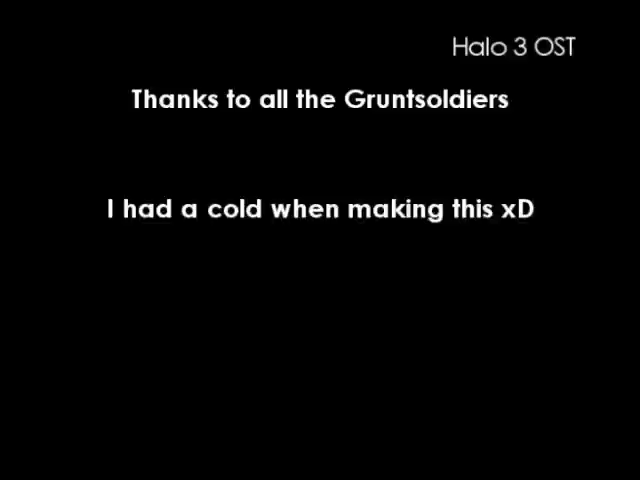 Halo 3 OST
Thanks to all the Gruntsoldiers
I had a cold when making this xD